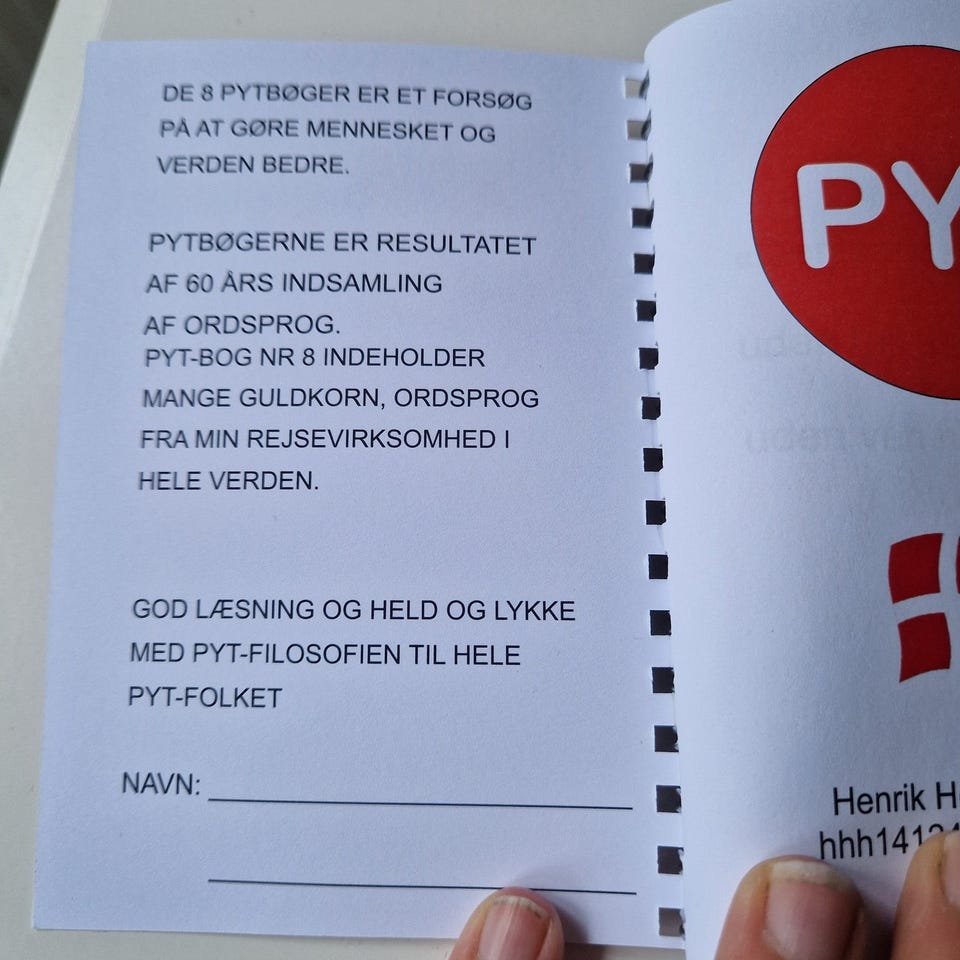 DE 8 PYTBØGER ER ET FORSØG
PÅ AT GØRE MENNESKET OG
VERDEN BEDRE.
PYTBØGERNE ER RESULTATET
AF 60 ÅRS INDSAMLING
AF ORDSPROG.
PYT-BOG NR 8 INDEHOLDER
MANGE GULDKORN, ORDSPROG
FRA MIN REJSEVIRKSOMHED I
HELE VERDEN.
GOD LÆSNING OG HELD OG LYKKE
MED PYT-FILOSOFIEN TIL HELE
PYT-FOLKET
NAVN:
PY
Henrik H